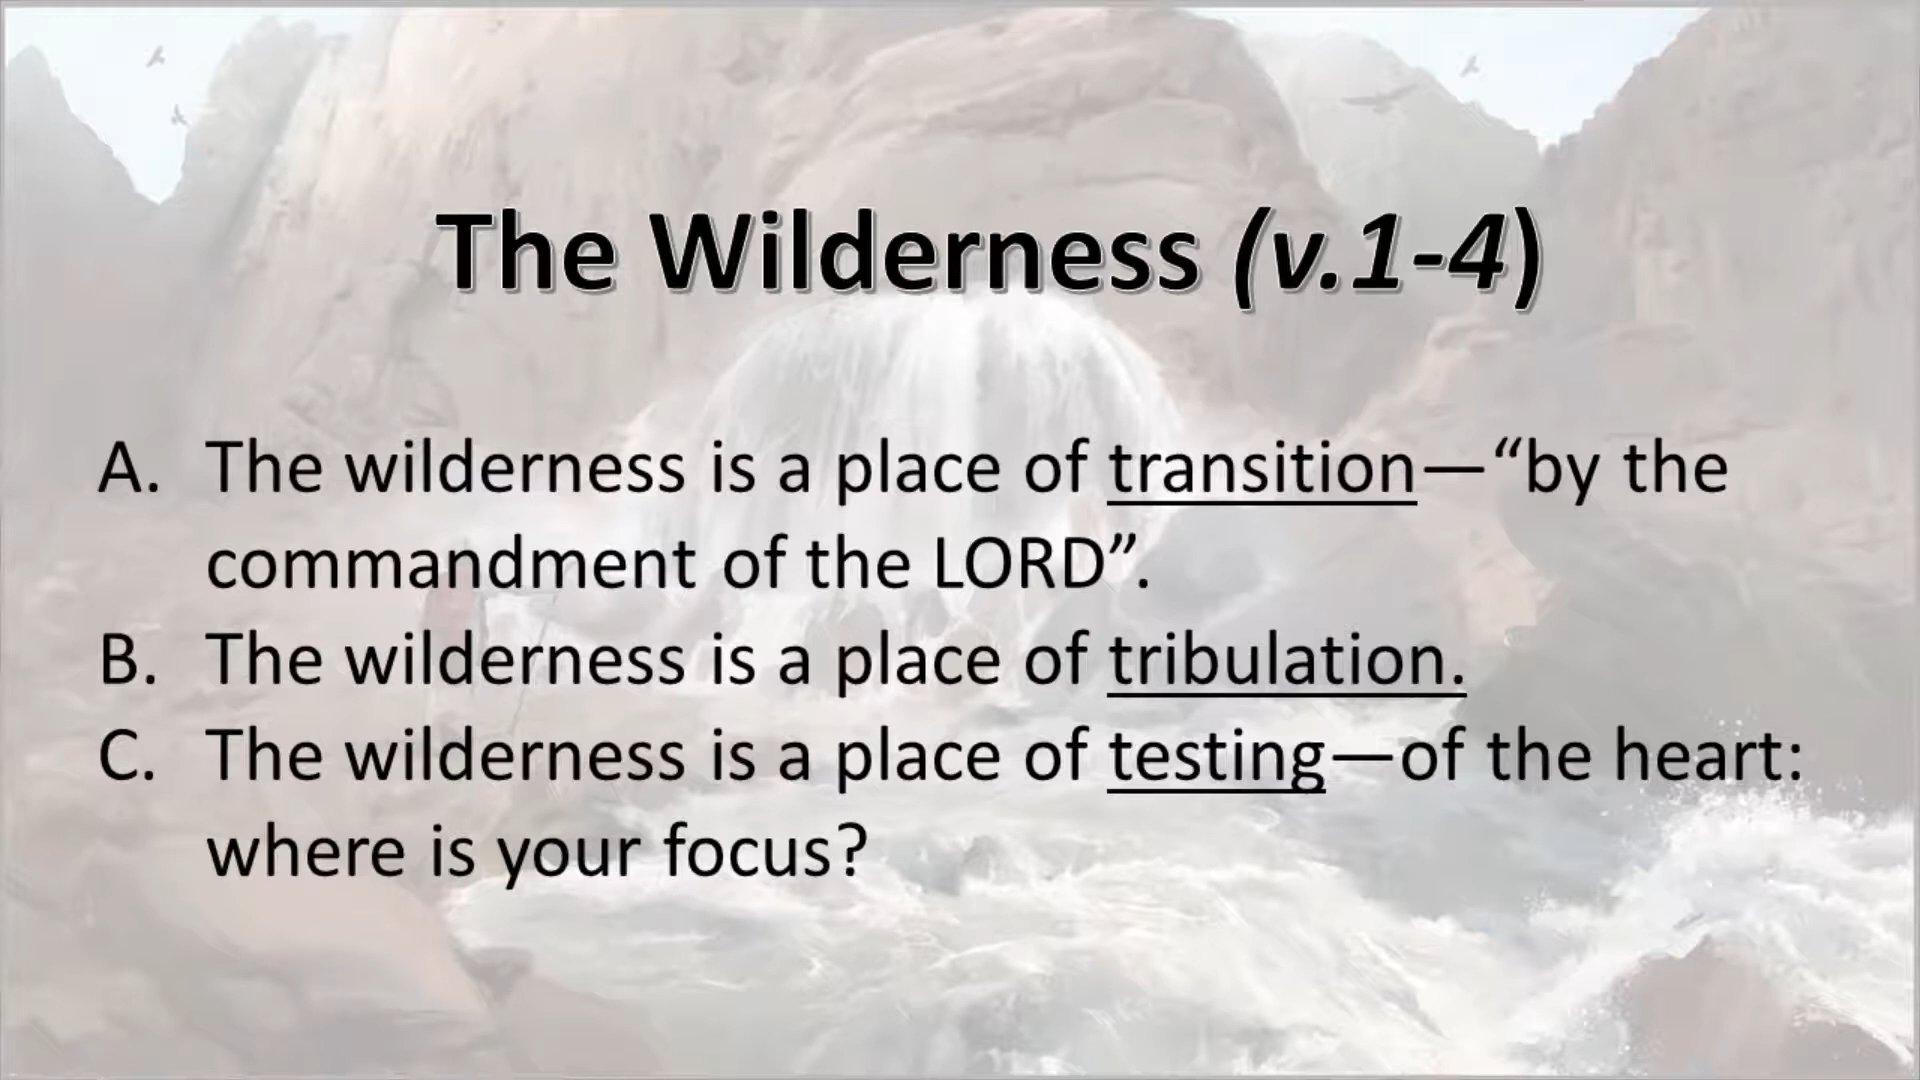 The Wilderness (v.1-4)
A. The wilderness is a place of transition—“by the
commandment of the LORD”.
B. The wilderness is a place of tribulation.
C. The wilderness is a place of testing—of the heart:
where is your focus?